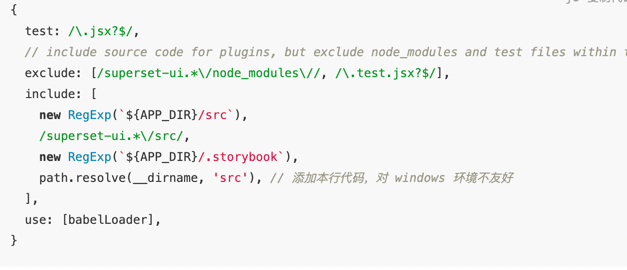 {
test: /\.jsx?$/,
// include source code for plugins, but exclude node_modules and test files within
exclude: [/superset-ui.*\/node_modules\//, /\.test.jsx?$/],
include: [
new RegExp(`${APP_DIR}/src`),
/superset-ui.*\/src/,
new RegExp(`${APP_DIR}/.storybook`),
path.resolve(__dirname, 'src'), // 添加本行代码，对 windows 环境不友好
],
use: [babelLoader],
}